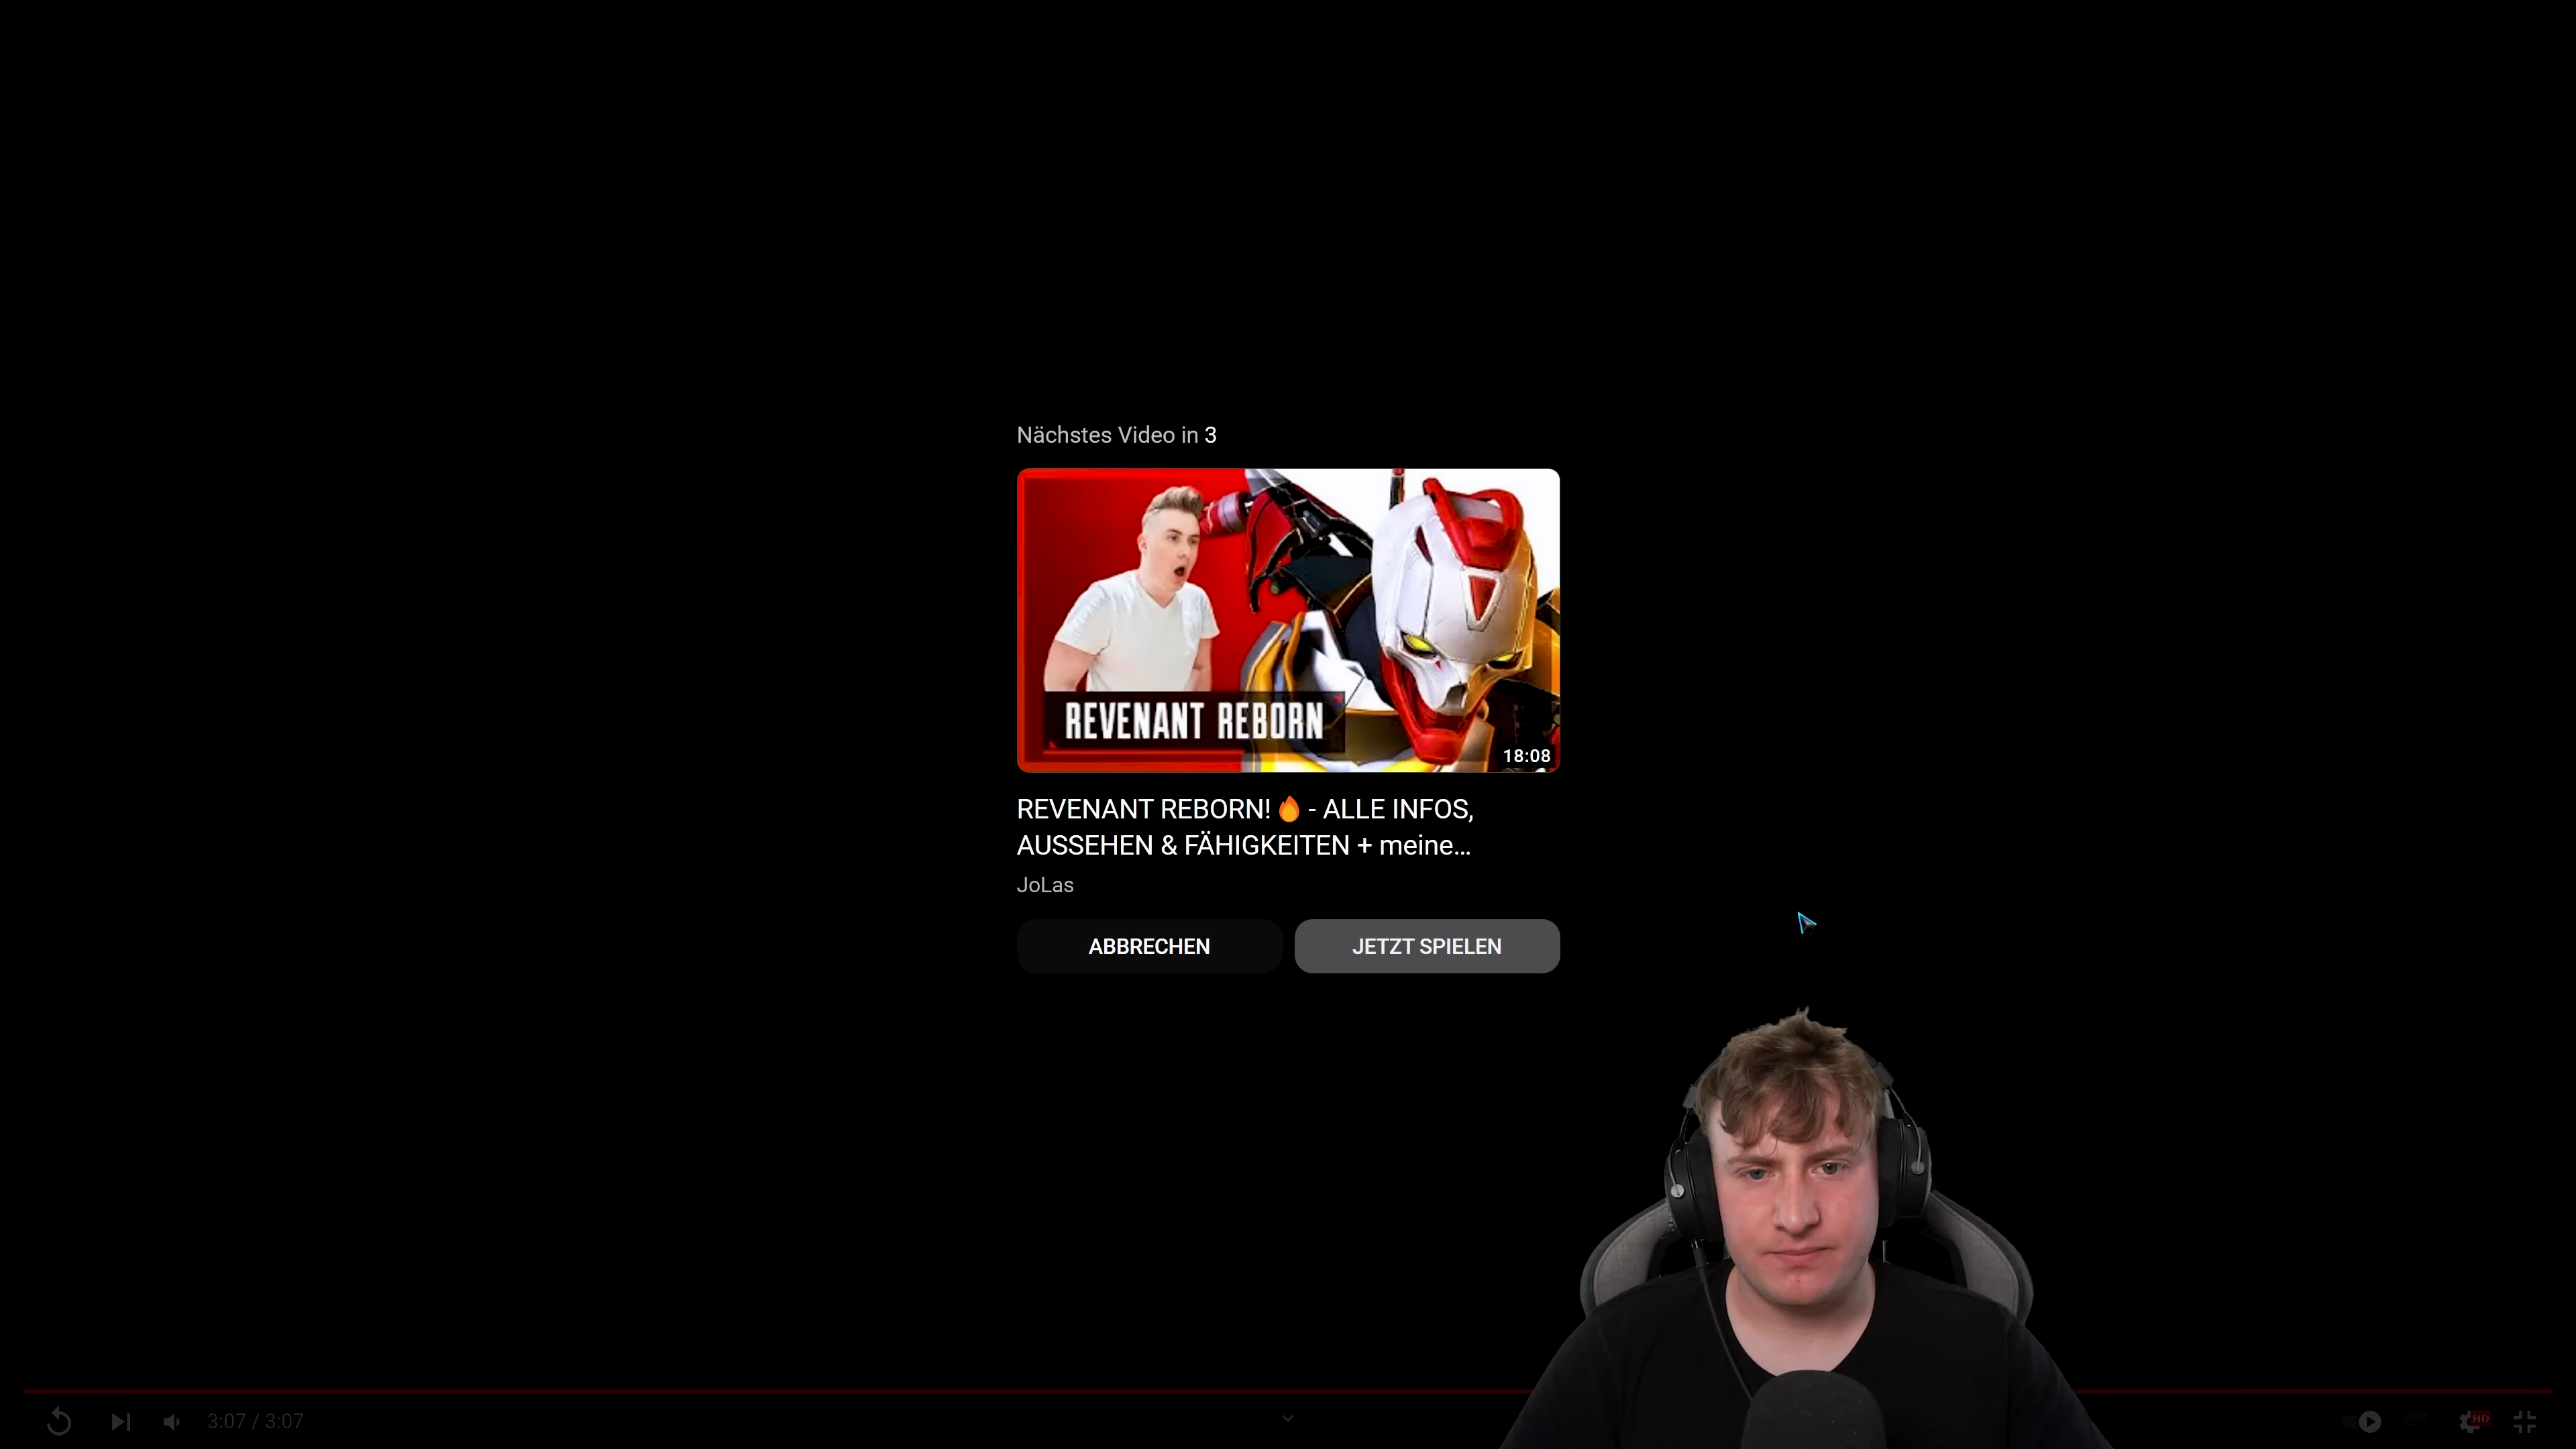 Nächstes Video in 3
REVENANT REBORN
18:08
REVENANT REBORN!🔥 - ALLE INFOS,
AUSSEHEN & FÄHIGKEITEN + meine...
JoLas
ABBRECHEN
JETZT SPIELEN
3:07 / 3:07
HD